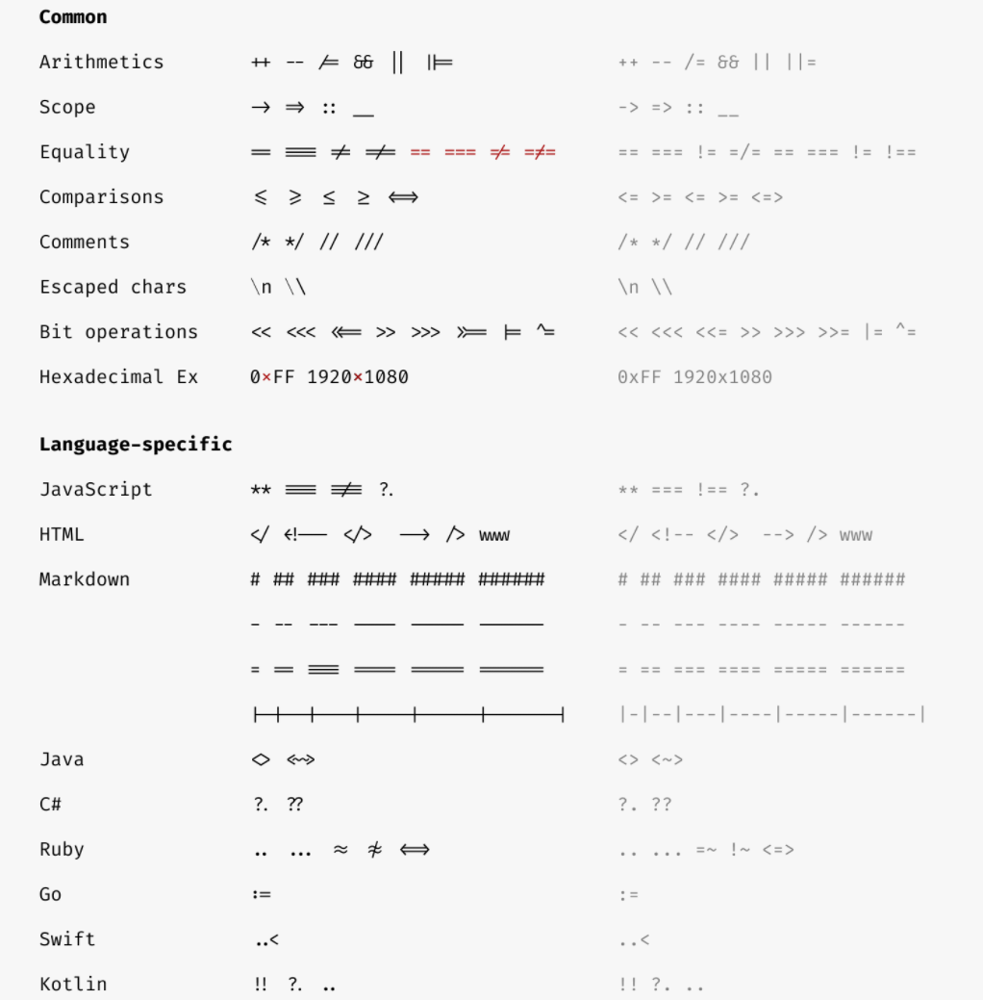 Common
Arithmetics ++ -- /= && || ||= ++ -- /= && || ||=
Scope -> => :: __ -> => :: __
Equality == === != =/= == === != !== == === != =/= == === != !==
Comparisons <= >= <= >= <=> <= >= <= >= <=>
Comments /* */ // /// /* */ // ///
Escaped chars \n \\ \n \\
Bit operations << <<< <<= >> >>> >>= |= ^= << <<< <<= >> >>> >>= |= ^=
Hexadecimal Ex 0×FF 1920×1080 0xFF 1920x1080
Language-specific
JavaScript ** === !== ?. ** === !== ?.
HTML </ <!-- </> --> /> www </ <!-- </> --> /> www
Markdown # ## ### #### ##### ###### # ## ### #### ##### ######
- -- --- ---- ----- ------ - -- --- ---- ----- ------
= == === ==== ===== ====== = == === ==== ===== ======
|-|--|---|----|-----|------| |-|--|---|----|-----|------|
Java <> <~> <> <~>
C# ?. ?? ?. ??
Ruby .. ... ≈ ≉ <=> .. ... =~ !~ <=>
Go := :=
Swift ..< ..<
Kotlin !! ?. .. !! ?. ..